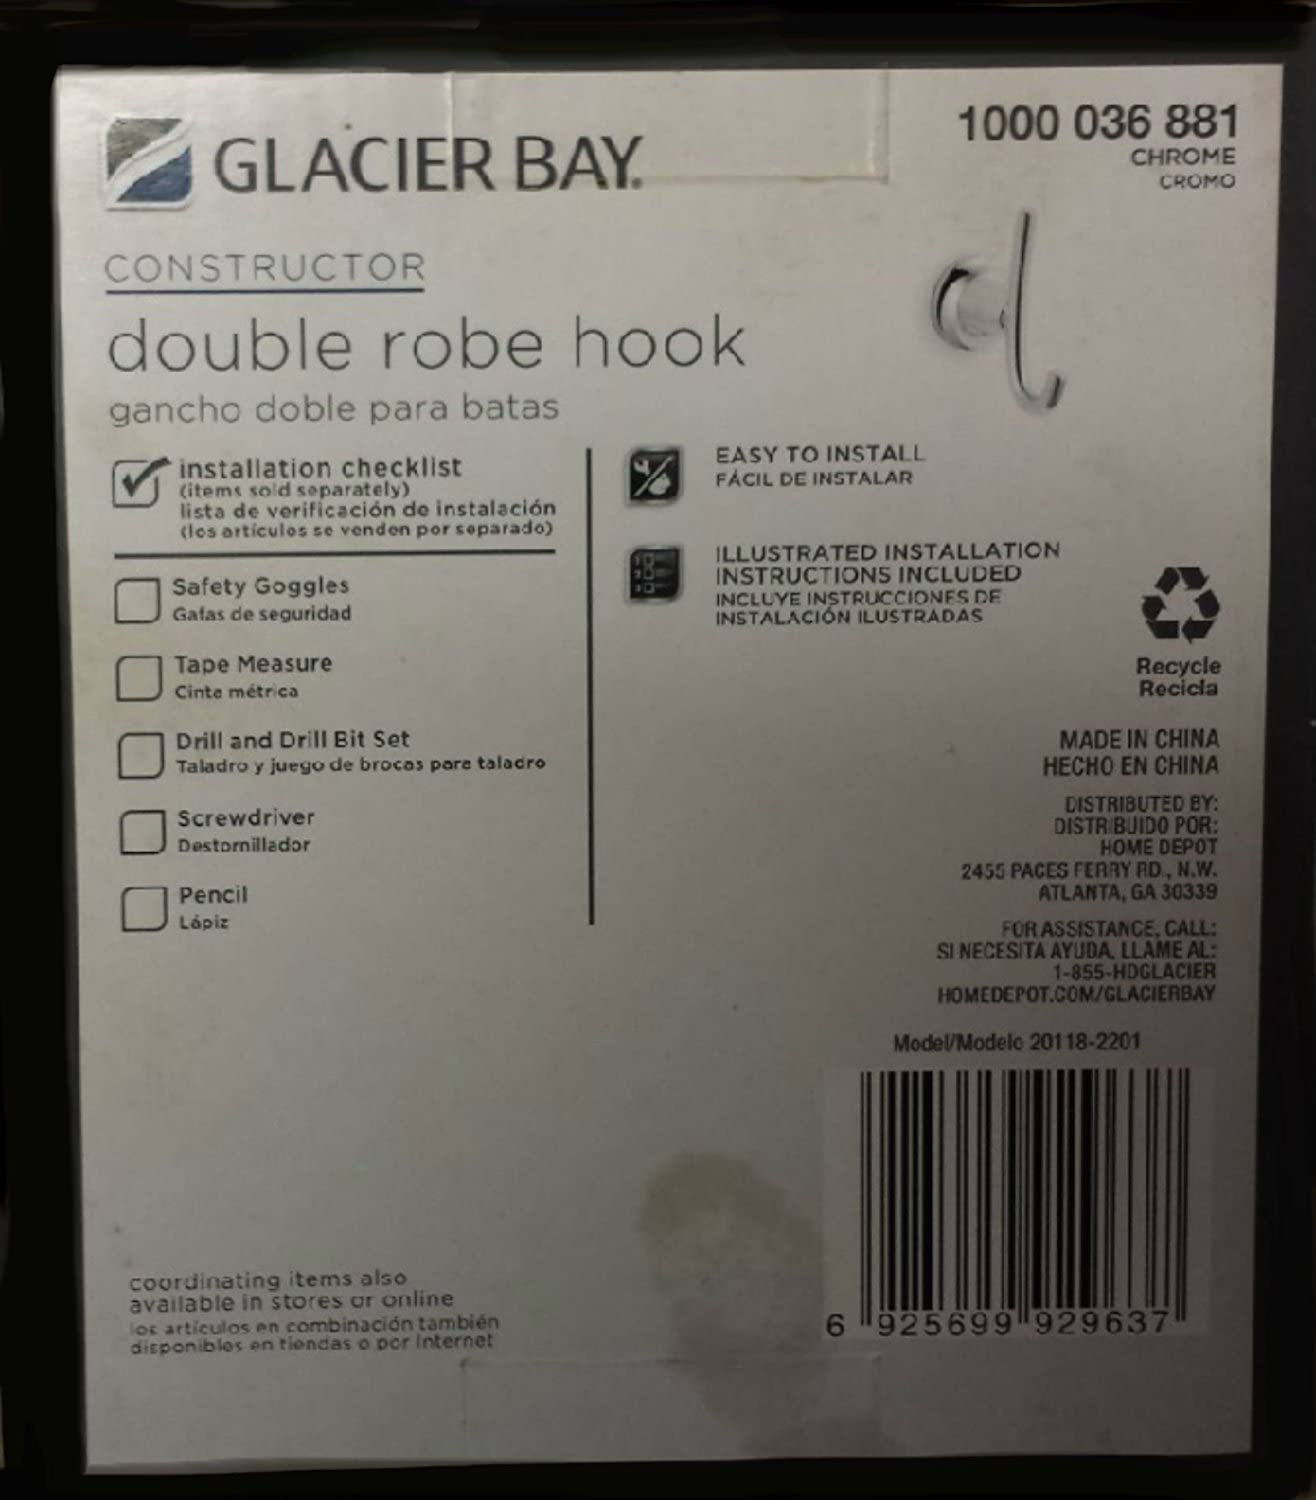 GLACIER BAY.
1000 036 881
CHROME
CROMO
CONSTRUCTOR
double robe hook
gancho doble para batas
installation checklist
(items sold separately)
lista de verificación de instalación
(los artículos se venden por separado)
Safety Goggles
Gafas de seguridad
Tape Measure
Cinta métrica
Drill and Drill Bit Set
Taladro y juego de brocas para taladro
Screwdriver
Destornillador
Pencil
Lápiz
EASY TO INSTALL
FÁCIL DE INSTALAR
ILLUSTRATED INSTALLATION
INSTRUCTIONS INCLUDED
INCLUYE INSTRUCCIONES DE
INSTALACIÓN ILUSTRADAS
Recycle
Recicla
MADE IN CHINA
HECHO EN CHINA
DISTRIBUTED BY:
DISTRIBUIDO POR:
HOME DEPOT
2455 PACES FERRY RD., N.W.
ATLANTA, GA 30339
FOR ASSISTANCE, CALL:
SI NECESITA AYUDA, LLAME AL:
1-855-HDGLACIER
HOMEDEPOT.COM/GLACIERBAY
Model/Modelo 20118-2201
6 925699 929637
coordinating items also
available in stores or online
los artículos en combinación también
disponibles en tiendas o por Internet